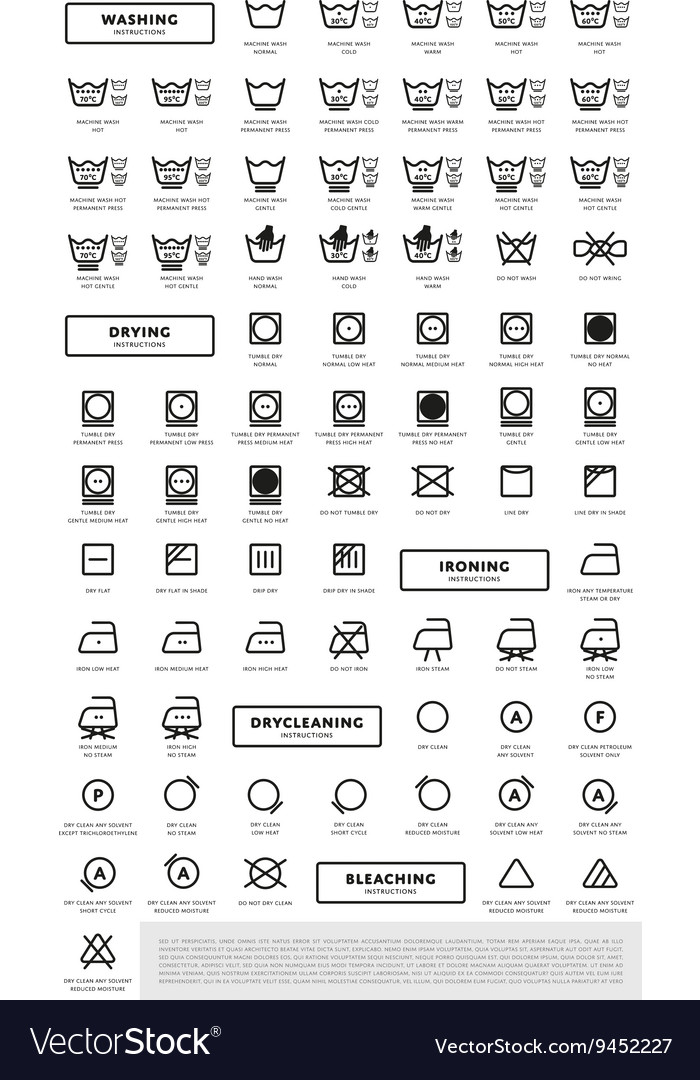 WASHING
INSTRUCTIONS
MACHINE WASH
NORMAL
30°C
MACHINE WASH
COLD
40°C
MACHINE WASH
WARM
50°C
MACHINE WASH
HOT
60°C
MACHINE WASH
HOT
70°C
MACHINE WASH
HOT
95°C
MACHINE WASH
HOT
MACHINE WASH
PERMANENT PRESS
30°C
MACHINE WASH COLD
PERMANENT PRESS
40°C
MACHINE WASH WARM
PERMANENT PRESS
50°C
MACHINE WASH HOT
PERMANENT PRESS
60°C
MACHINE WASH HOT
PERMANENT PRESS
70°C
MACHINE WASH HOT
PERMANENT PRESS
95°C
MACHINE WASH HOT
PERMANENT PRESS
MACHINE WASH
GENTLE
30°C
MACHINE WASH
COLD GENTLE
40°C
MACHINE WASH
WARM GENTLE
50°C
MACHINE WASH
HOT GENTLE
60°C
MACHINE WASH
HOT GENTLE
70°C
MACHINE WASH
HOT GENTLE
95°C
MACHINE WASH
HOT GENTLE
HAND WASH
NORMAL
30°C
HAND WASH
COLD
40°C
HAND WASH
WARM
DO NOT WASH
DO NOT WRING
DRYING
INSTRUCTIONS
TUMBLE DRY
NORMAL
TUMBLE DRY
NORMAL LOW HEAT
TUMBLE DRY
NORMAL MEDIUM HEAT
TUMBLE DRY
NORMAL HIGH HEAT
TUMBLE DRY NORMAL
NO HEAT
TUMBLE DRY
PERMANENT PRESS
TUMBLE DRY
PERMANENT LOW PRESS
TUMBLE DRY PERMANENT
PRESS MEDIUM HEAT
TUMBLE DRY PERMANENT
PRESS HIGH HEAT
TUMBLE DRY PERMANENT
PRESS NO HEAT
TUMBLE DRY
GENTLE
TUMBLE DRY
GENTLE LOW HEAT
TUMBLE DRY
GENTLE MEDIUM HEAT
TUMBLE DRY
GENTLE HIGH HEAT
TUMBLE DRY
GENTLE NO HEAT
DO NOT TUMBLE DRY
DO NOT DRY
LINE DRY
LINE DRY IN SHADE
DRY FLAT
DRY FLAT IN SHADE
DRIP DRY
DRIP DRY IN SHADE
IRONING
INSTRUCTIONS
IRON ANY TEMPERATURE
STEAM OR DRY
IRON LOW HEAT
IRON MEDIUM HEAT
IRON HIGH HEAT
DO NOT IRON
IRON STEAM
DO NOT STEAM
IRON LOW
NO STEAM
IRON MEDIUM
NO STEAM
IRON HIGH
NO STEAM
DRYCLEANING
INSTRUCTIONS
DRY CLEAN
A
DRY CLEAN
ANY SOLVENT
F
DRY CLEAN PETROLEUM
SOLVENT ONLY
P
DRY CLEAN ANY SOLVENT
EXCEPT TRICHLOROETHYLENE
DRY CLEAN
NO STEAM
DRY CLEAN
LOW HEAT
DRY CLEAN
SHORT CYCLE
DRY CLEAN
REDUCED MOISTURE
A
DRY CLEAN ANY
SOLVENT LOW HEAT
A
DRY CLEAN ANY
SOLVENT NO STEAM
A
DRY CLEAN ANY SOLVENT
SHORT CYCLE
A
DRY CLEAN ANY SOLVENT
REDUCED MOISTURE
DO NOT DRY CLEAN
BLEACHING
INSTRUCTIONS
DRY CLEAN ANY SOLVENT
REDUCED MOISTURE
DRY CLEAN ANY SOLVENT
REDUCED MOISTURE
DRY CLEAN ANY SOLVENT
REDUCED MOISTURE
SED UT PERSPICIATIS, UNDE OMNIS ISTE NATUS ERROR SIT VOLUPTATEM ACCUSANTIUM DOLOREMQUE LAUDANTIUM, TOTAM REM APERIAM EAQUE IPSA, QUAE AB ILLO
INVENTORE VERITATIS ET QUASI ARCHITECTO BEATAE VITAE DICTA SUNT, EXPLICABO. NEMO ENIM IPSAM VOLUPTATEM, QUIA VOLUPTAS SIT, ASPERNATUR AUT ODIT AUT FUGIT,
SED QUIA CONSEQUUNTUR MAGNI DOLORES EOS, QUI RATIONE VOLUPTATEM SEQUI NESCIUNT, NEQUE PORRO QUISQUAM EST, QUI DOLOREM IPSUM, QUIA DOLOR SIT, AMET,
CONSECTETUR, ADIPISCI VELIT, SED QUIA NON NUMQUAM EIUS MODI TEMPORA INCIDUNT, UT LABORE ET DOLORE MAGNAM ALIQUAM QUAERAT VOLUPTATEM. UT ENIM AD
MINIMA VENIAM, QUIS NOSTRUM EXERCITATIONEM ULLAM CORPORIS SUSCIPIT LABORIOSAM, NISI UT ALIQUID EX EA COMMODI CONSEQUATUR? QUIS AUTEM VEL EUM IURE
REPREHENDERIT, QUI IN EA VOLUPTATE VELIT ESSE, QUAM NIHIL MOLESTIAE CONSEQUATUR, VEL ILLUM, QUI DOLOREM EUM FUGIAT, QUO VOLUPTAS NULLA PARIATUR? AT VERO
VectorStock®
VectorStock.com/9452227